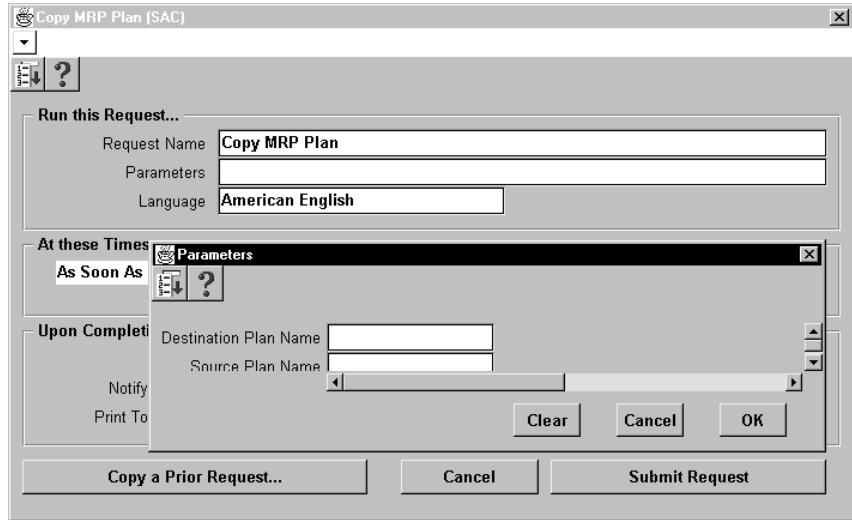 Copy MRP Plan (SAC)
Run this Request...
Request Name Copy MRP Plan
Parameters
Language American English
At these Times
As Soon As
Parameters
Destination Plan Name
Source Plan Name
Upon Completi
Notify
Print To
Clear Cancel OK
Copy a Prior Request... Cancel Submit Request